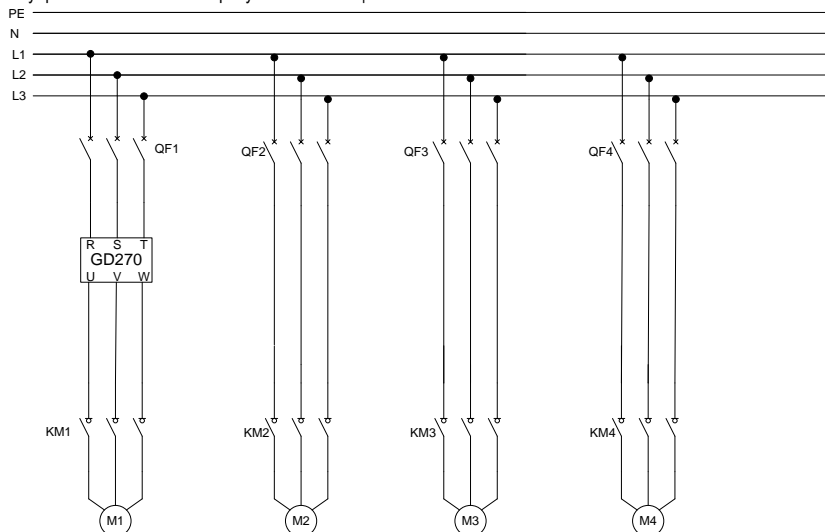 PE
N
L1
L2
L3
QF1
QF2
QF3
QF4
R S T
GD270
U V W
KM1
KM2
KM3
KM4
M1
M2
M3
M4